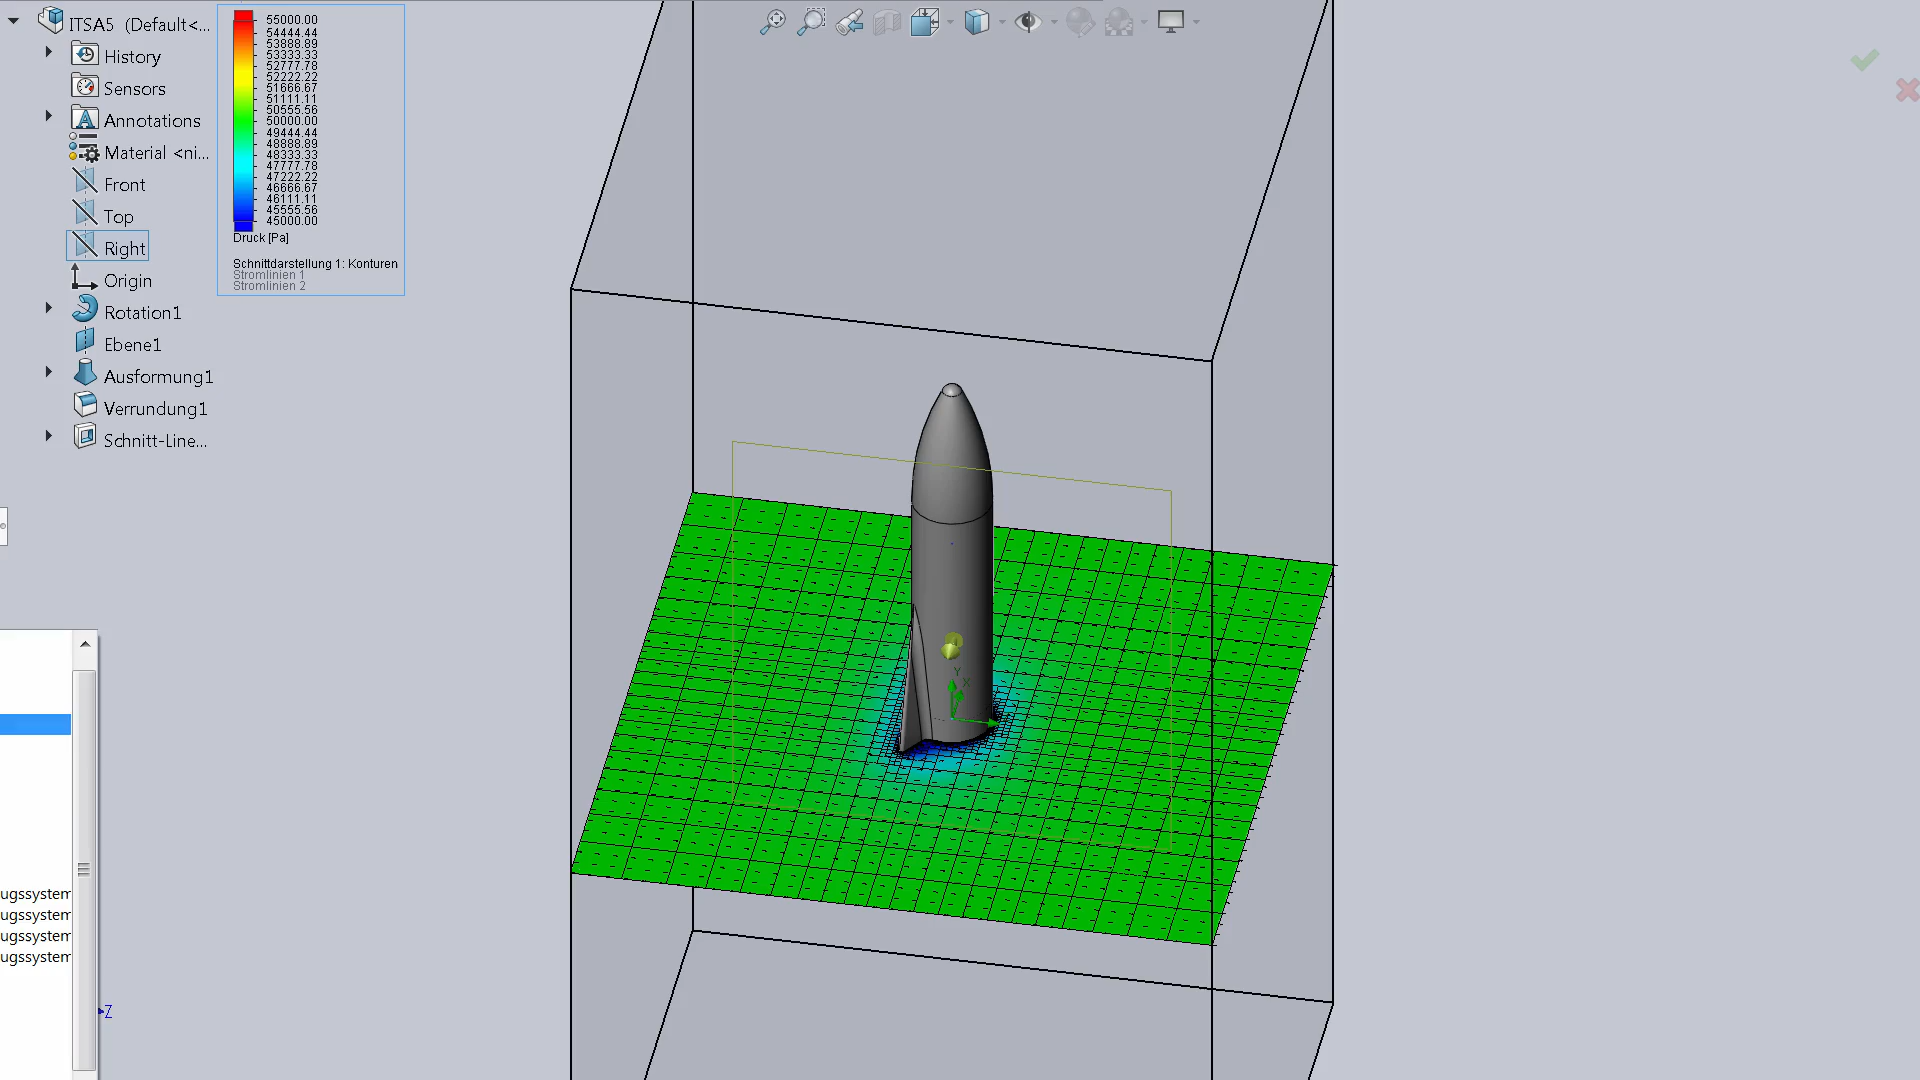 ITSA5 (Default<...
History
Sensors
Annotations
Material <ni...
Front
Top
Right
Origin
Rotation1
Ebene1
Ausformung1
Verrundung1
Schnitt-Line...
55000.00
54444.44
53888.89
53333.33
52777.78
52222.22
51666.67
51111.11
50555.56
50000.00
49444.44
48888.89
48333.33
47777.78
47222.22
46666.67
46111.11
45555.56
45000.00
Druck [Pa]
Schnittdarstellung 1: Konturen
Stromlinien 1
Stromlinien 2
Y
X
ugssystem
ugssystem
ugssystem
ugssystem
Z